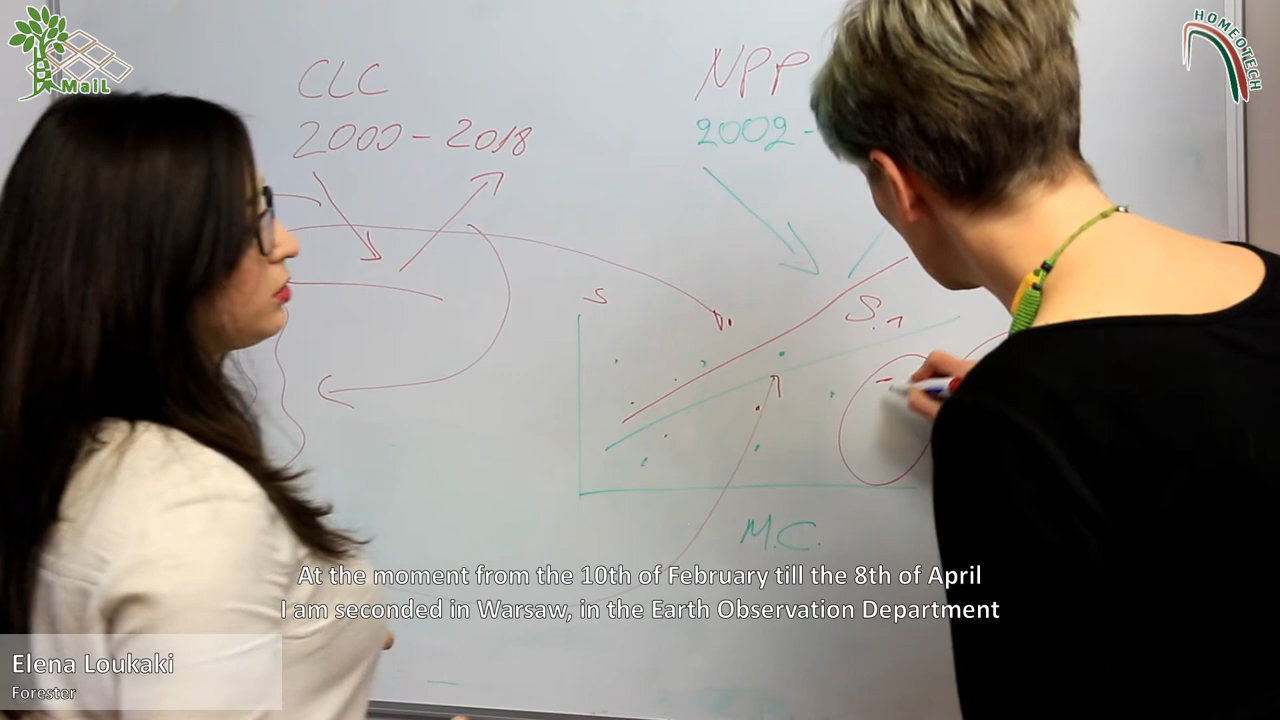 MaiL
HOMEOTECH
CLC
2000 - 2018
NPP
2002 -
S
S.1
M.C.
At the moment from the 10th of February till the 8th of April
I am seconded in Warsaw, in the Earth Observation Department
Elena Loukaki
Forester